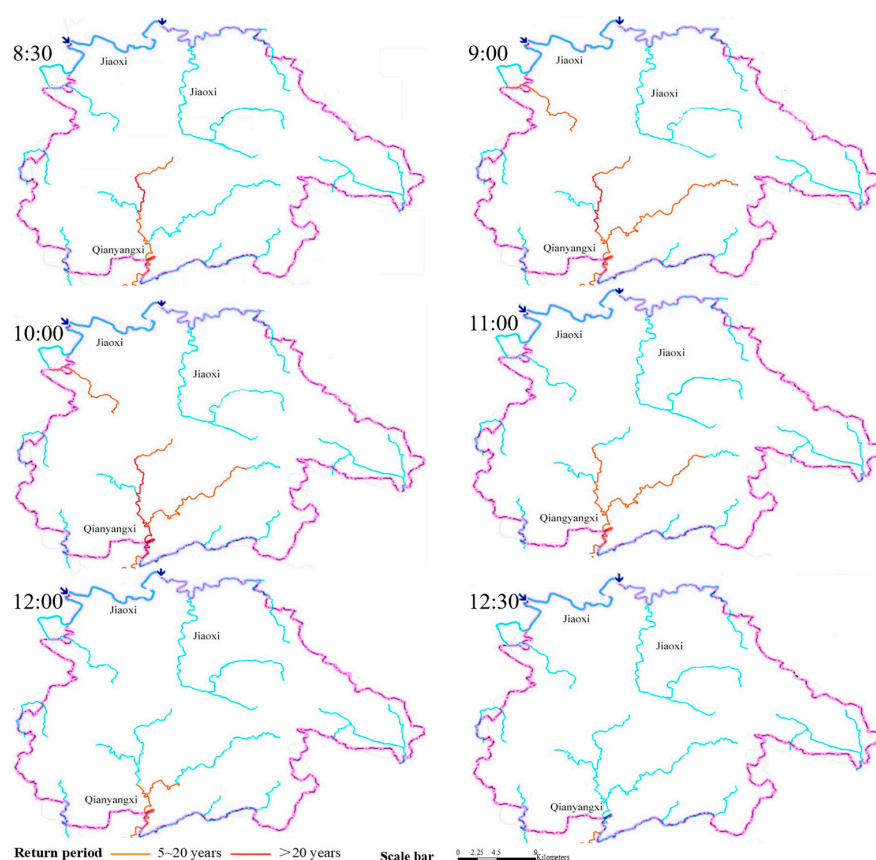 8:30
Jiaoxi
Jiaoxi
Qianyangxi
9:00
Jiaoxi
Jiaoxi
Qianyangxi
10:00
Jiaoxi
Jiaoxi
Qianyangxi
11:00
Jiaoxi
Jiaoxi
Qiangyangxi
12:00
Jiaoxi
Jiaoxi
Qianyangxi
12:30
Jiaoxi
Jiaoxi
Qianyangxi
Return period 5~20 years >20 years Scale bar 0 2.25 4.5 9 Kilometers